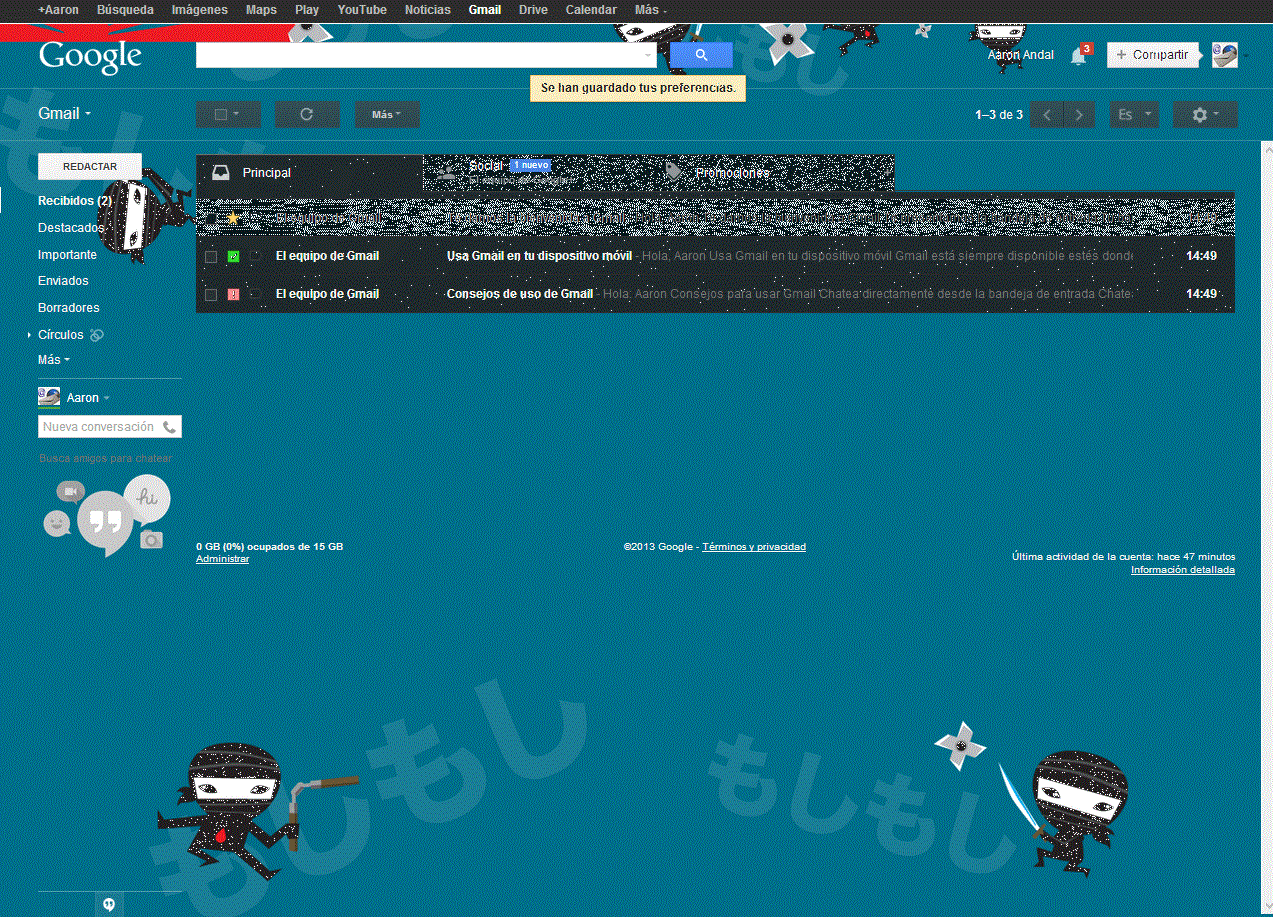 +Aaron Búsqueda Imágenes Maps Play YouTube Noticias Gmail Drive Calendar Más
Google
Aaron Andal 3 + Compartir
Se han guardado tus preferencias.
Gmail Más 1–3 de 3 Es
REDACTAR
Principal Social 1 nuevo Promociones
Recibidos (2)
Destacados
Importante
Enviados
Borradores
Círculos
Más
El equipo de Gmail Usa Gmail en tu dispositivo móvil - Hola, Aaron Usa Gmail en tu dispositivo móvil Gmail está siempre disponible estés donde 14:49
El equipo de Gmail Consejos de uso de Gmail - Hola, Aaron Consejos para usar Gmail Chatea directamente desde la bandeja de entrada Chatea 14:49
Aaron
Nueva conversación
Busca amigos para chatear
hi
0 GB (0%) ocupados de 15 GB
Administrar
©2013 Google - Términos y privacidad
Última actividad de la cuenta: hace 47 minutos
Información detallada
もしもし
もしもし